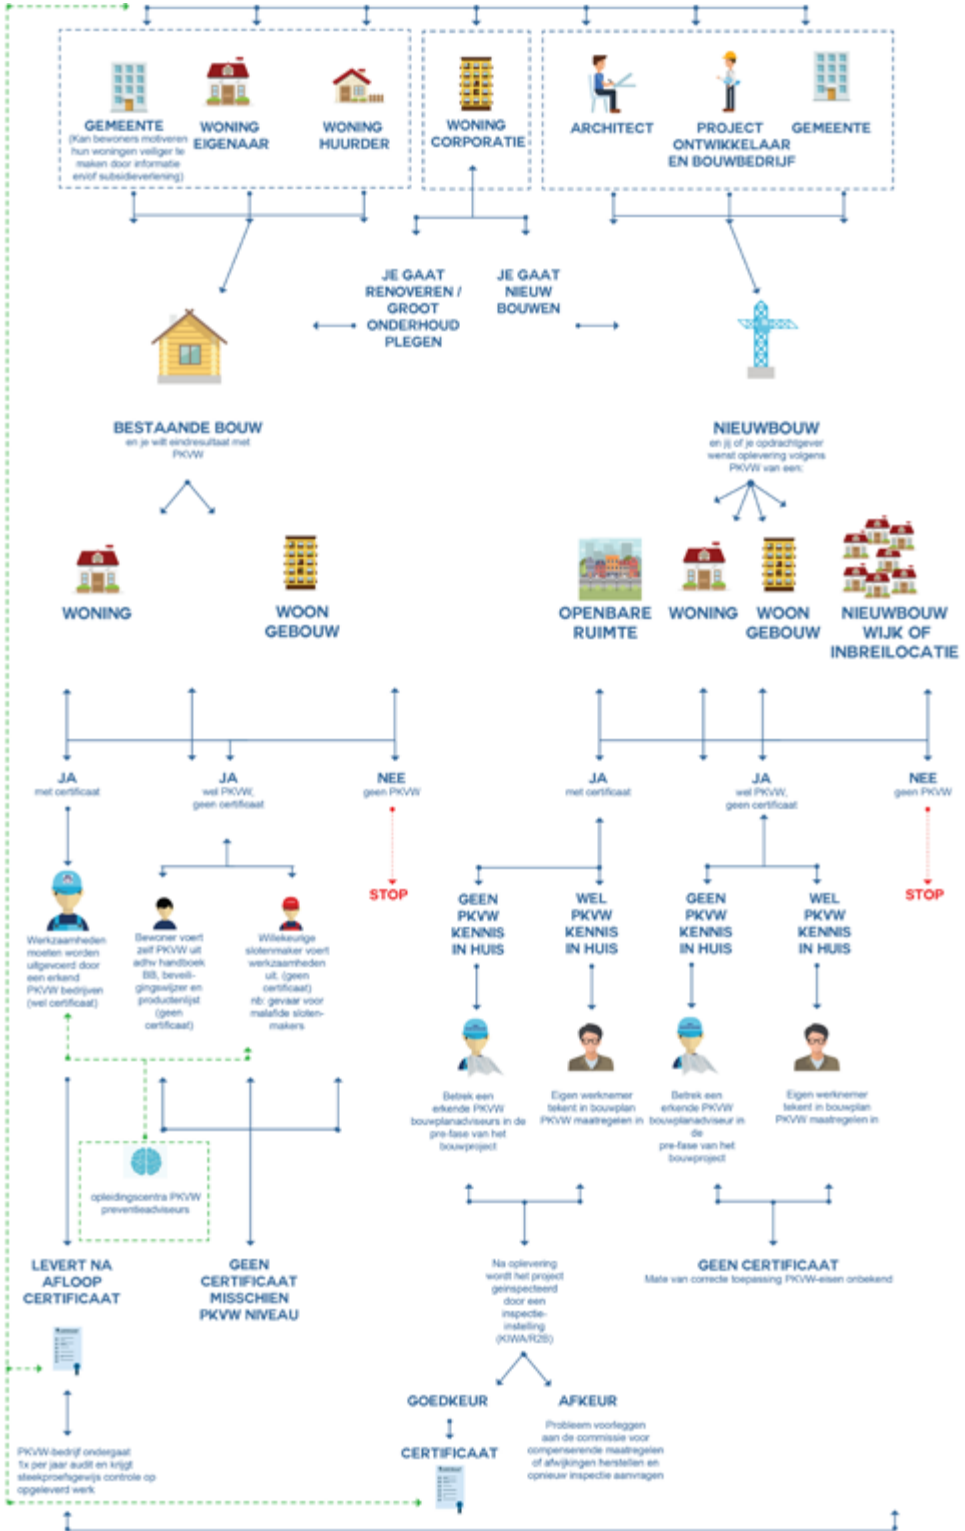 GEMEENTE
(Kan bewoners motiveren
hun woningen veiliger te
maken door informatie
en/of subsidieverlening)
WONING
EIGENAAR
WONING
HUURDER
WONING
CORPORATIE
ARCHITECT
PROJECT
ONTWIKKELAAR
EN BOUWBEDRIJF
GEMEENTE
JE GAAT
RENOVEREN /
GROOT
ONDERHOUD
PLEGEN
JE GAAT
NIEUW
BOUWEN
BESTAANDE BOUW
en je wilt eindresultaat met
PKVW
NIEUWBOUW
en jij of je opdrachtgever
wenst oplevering volgens
PKVW van een:
WONING
WOON
GEBOUW
OPENBARE
RUIMTE
WONING
WOON
GEBOUW
NIEUWBOUW
WIJK OF
INBREILOCATIE
JA
met certificaat
JA
wel PKVW,
geen certificaat
NEE
geen PKVW
JA
met certificaat
JA
wel PKVW,
geen certificaat
NEE
geen PKVW
STOP
STOP
Werkzaamheden
moeten worden
uitgevoerd door
een erkend
PKVW bedrijven
(wel certificaat)
Bewoner voert
zelf PKVW uit
adhv handboek
BB, beveili-
gingswijzer en
productenlijst
(geen
certificaat)
Willekeurige
slotenmaker voert
werkzaamheden
uit. (geen
certificaat)
nb: gevaar voor
malafide sloten-
makers
GEEN
PKVW
KENNIS
IN HUIS
WEL
PKVW
KENNIS
IN HUIS
GEEN
PKVW
KENNIS
IN HUIS
WEL
PKVW
KENNIS
IN HUIS
Betrek een
erkende PKVW
bouwplanadviseurs in de
pre-fase van het
bouwproject
Eigen werknemer
tekent in bouwplan
PKVW maatregelen in
Betrek een
erkende PKVW
bouwplanadviseur in
de
pre-fase van het
bouwproject
Eigen werknemer
tekent in bouwplan
PKVW maatregelen in
opleidingscentra PKVW
preventieadviseurs
LEVERT NA
AFLOOP
CERTIFICAAT
GEEN
CERTIFICAAT
MISSCHIEN
PKVW NIVEAU
Na oplevering
wordt het project
geinspecteerd
door een
inspectie-
instelling
(KIWA/R2B)
GEEN CERTIFICAAT
Mate van correcte toepassing PKVW-eisen onbekend
GOEDKEUR
AFKEUR
CERTIFICAAT
Probleem voorleggen
aan de commissie voor
compenserende maatregelen
of afwijkingen herstellen en
opnieuw inspectie aanvragen
PKVW-bedrijf ondergaat
1x per jaar audit en krijgt
steekproefsgewijs controle op
opgeleverd werk